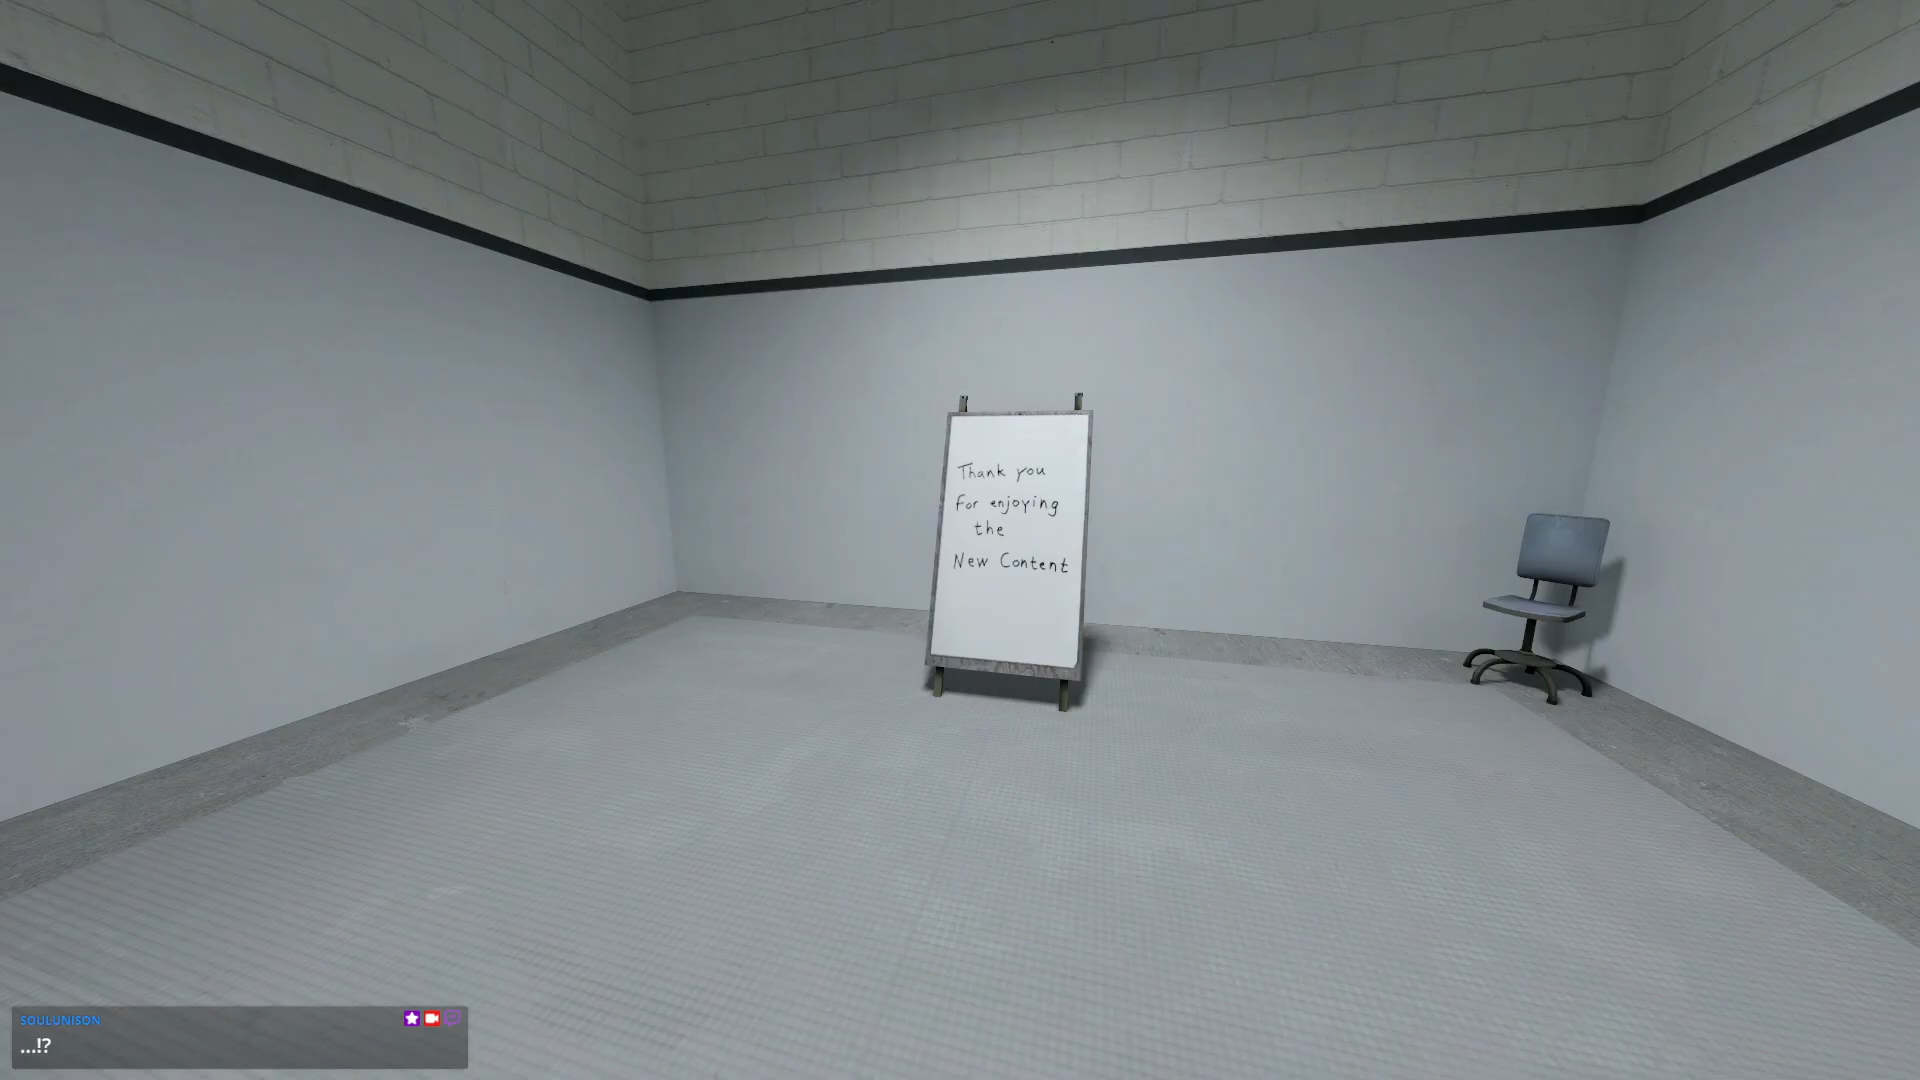 Thank you
For enjoying
the
New Content
SOULUNISON
...!?